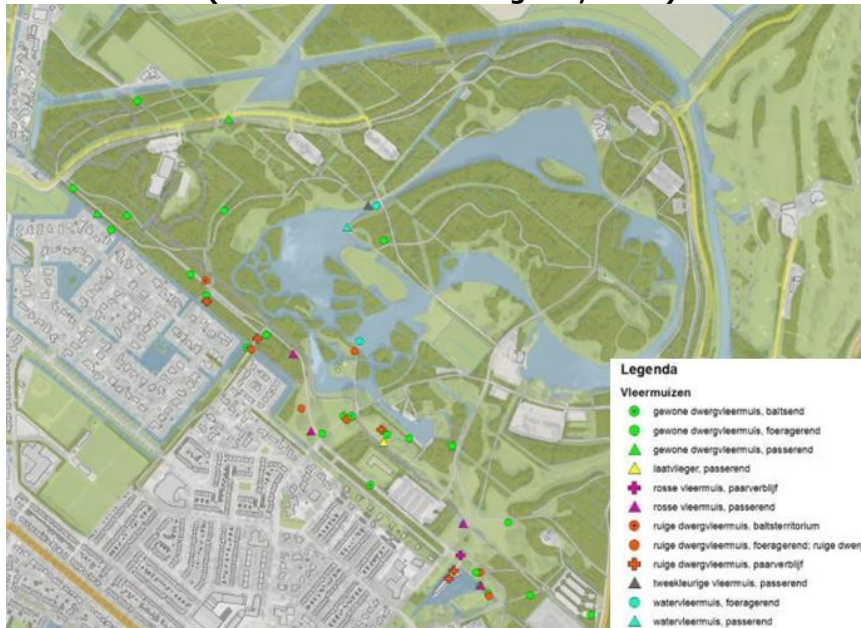 Legenda
Vleermuizen
gewone dwergvleermuis, baltsend
gewone dwergvleermuis, foeragerend
gewone dwergvleermuis, passerend
laatvlieger, passerend
rosse vleermuis, paarverblijf
rosse vleermuis, passerend
ruige dwergvleermuis, baltsterritorium
ruige dwergvleermuis, foeragerend; ruige dwerg
ruige dwergvleermuis, paarverblijf
tweekleurige vleermuis, passerend
watervleermuis, foeragerend
watervleermuis, passerend